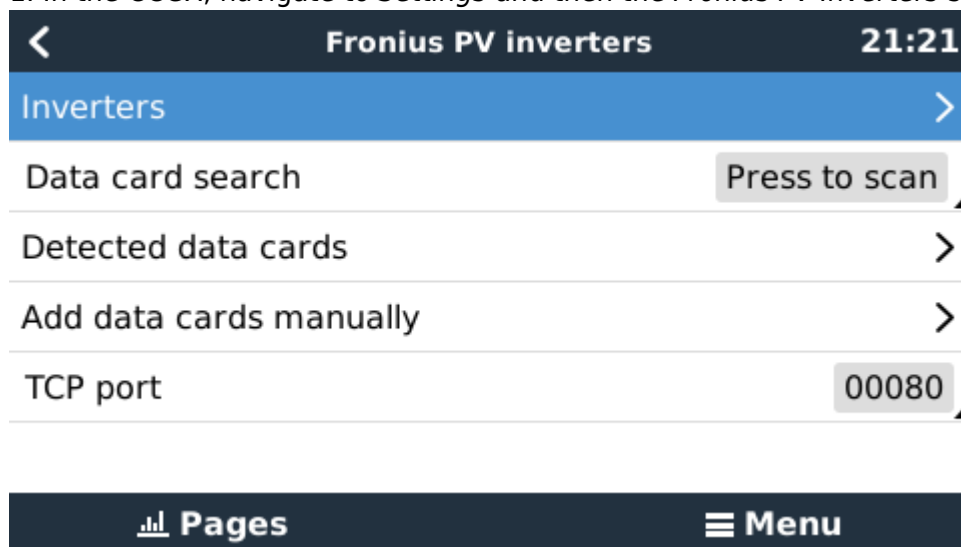 Fronius PV inverters 21:21
Inverters
Data card search Press to scan
Detected data cards
Add data cards manually
TCP port 00080
Pages Menu